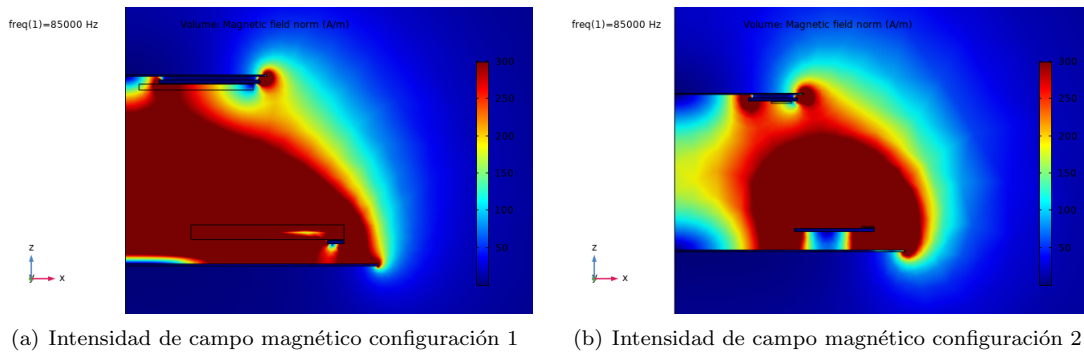 freq(1)=85000 Hz
Volume: Magnetic field norm (A/m)
300
250
200
150
100
50
z
y
x
freq(1)=85000 Hz
Volume: Magnetic field norm (A/m)
300
250
200
150
100
50
z
y
x
(a) Intensidad de campo magnético configuración 1
(b) Intensidad de campo magnético configuración 2